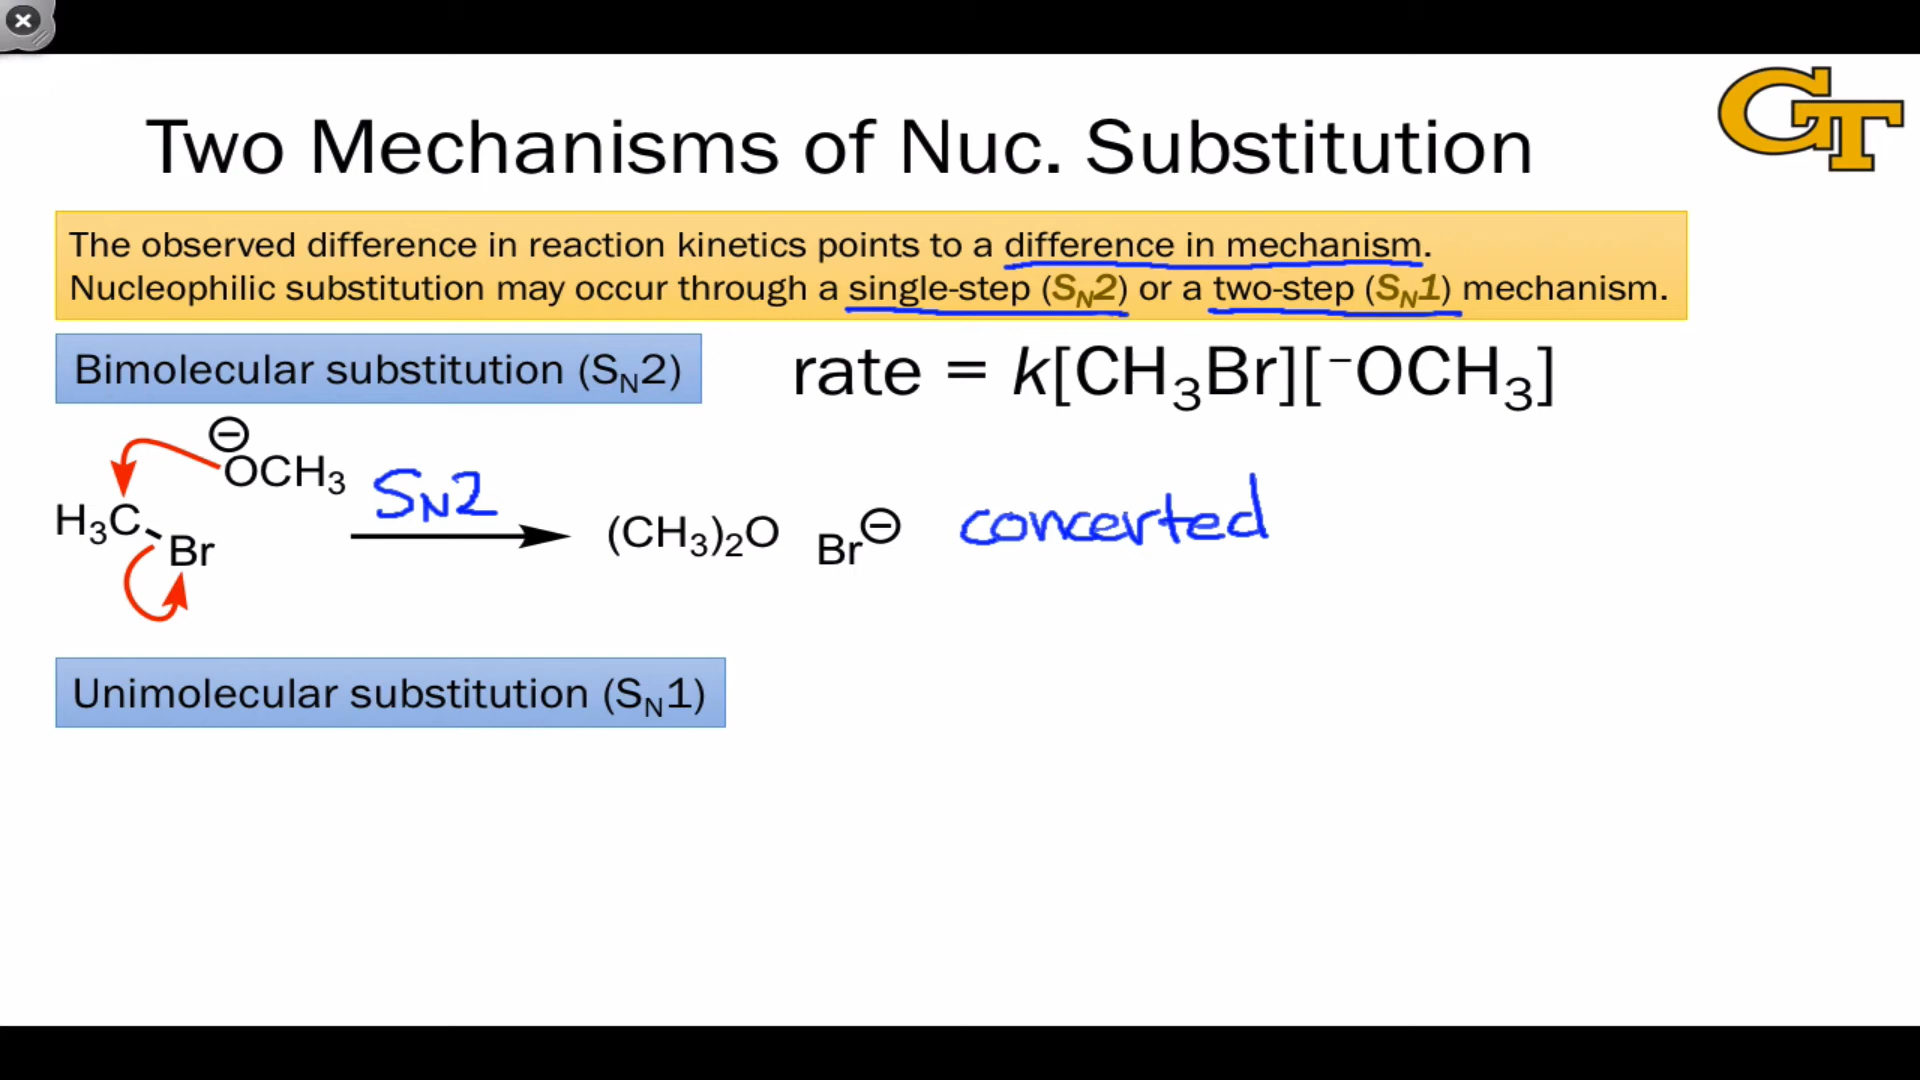 GT
Two Mechanisms of Nuc. Substitution
The observed difference in reaction kinetics points to a difference in mechanism.
Nucleophilic substitution may occur through a single-step (SN2) or a two-step (SN1) mechanism.
Bimolecular substitution (SN2)
rate = k[CH3Br][⁻OCH3]
⊖
OCH3
H3C
Br
SN2
(CH3)2O Br⊖
concerted
Unimolecular substitution (SN1)